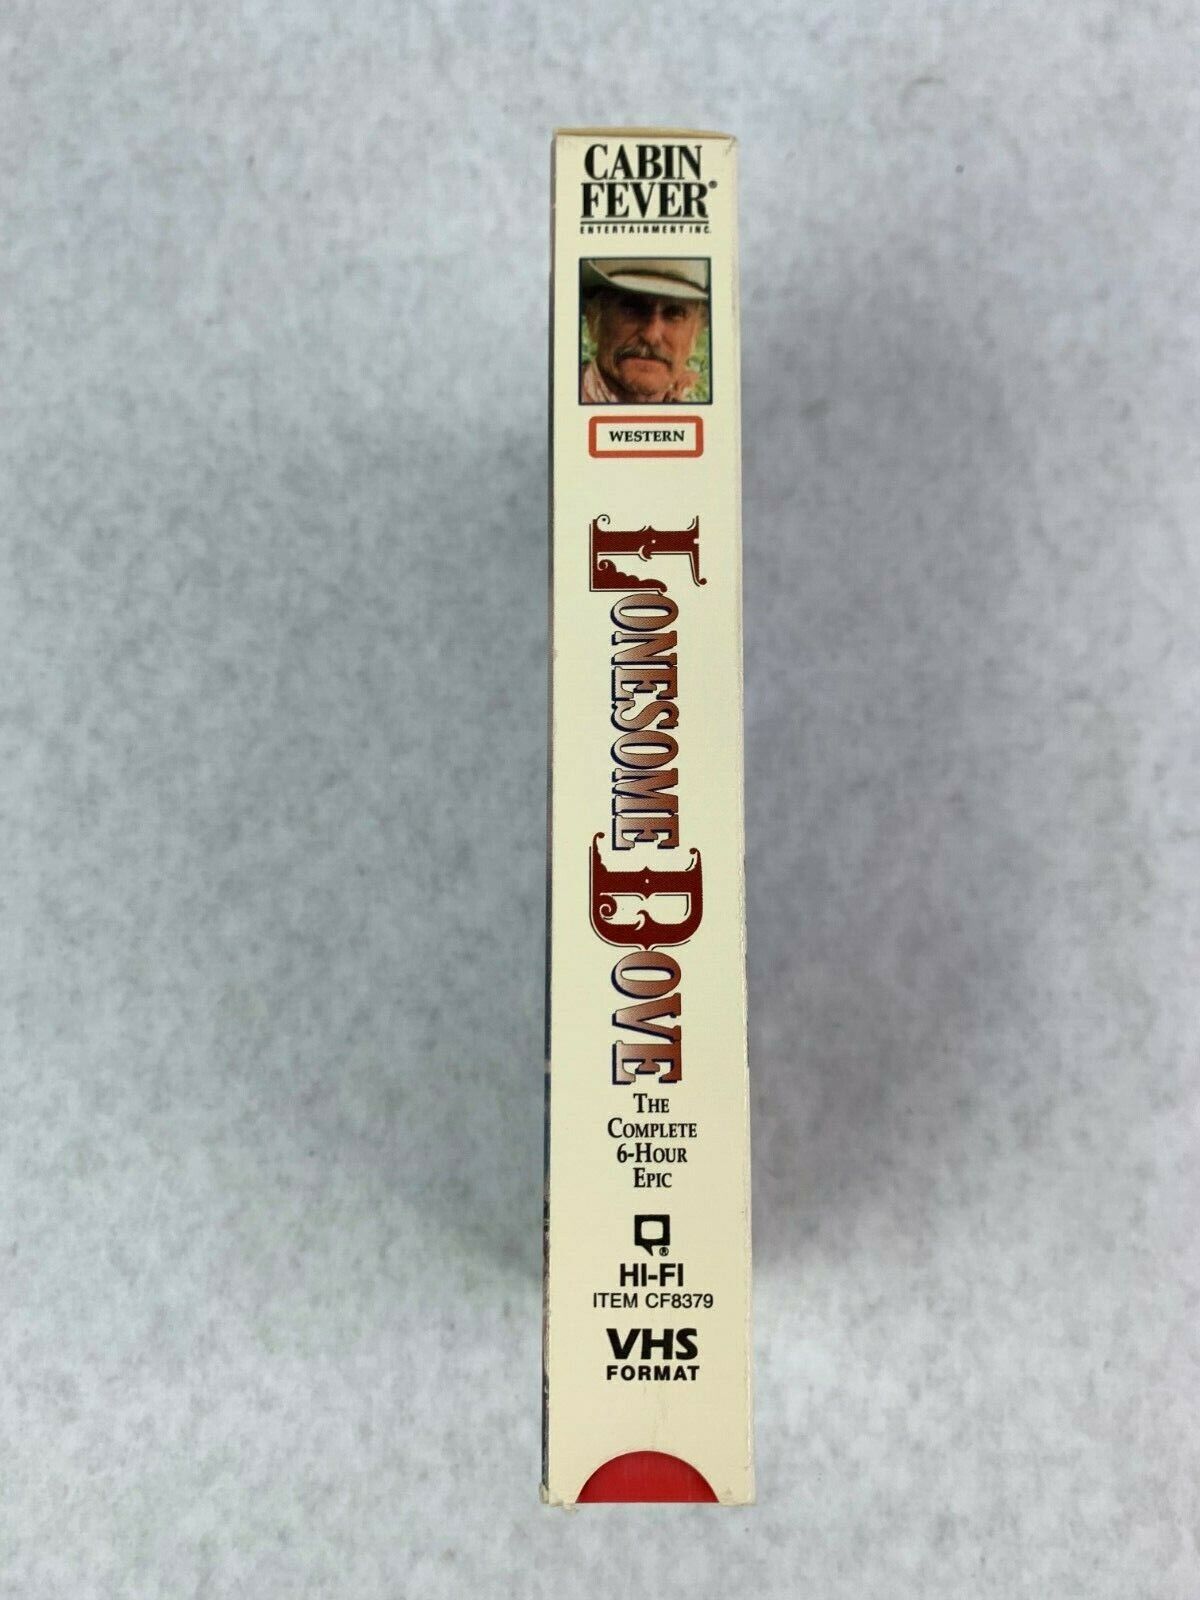 CABIN
FEVER®
ENTERTAINMENT INC.
WESTERN
LONESOME DOVE
THE
COMPLETE
6-HOUR
EPIC
®
HI-FI
ITEM CF8379
VHS
FORMAT